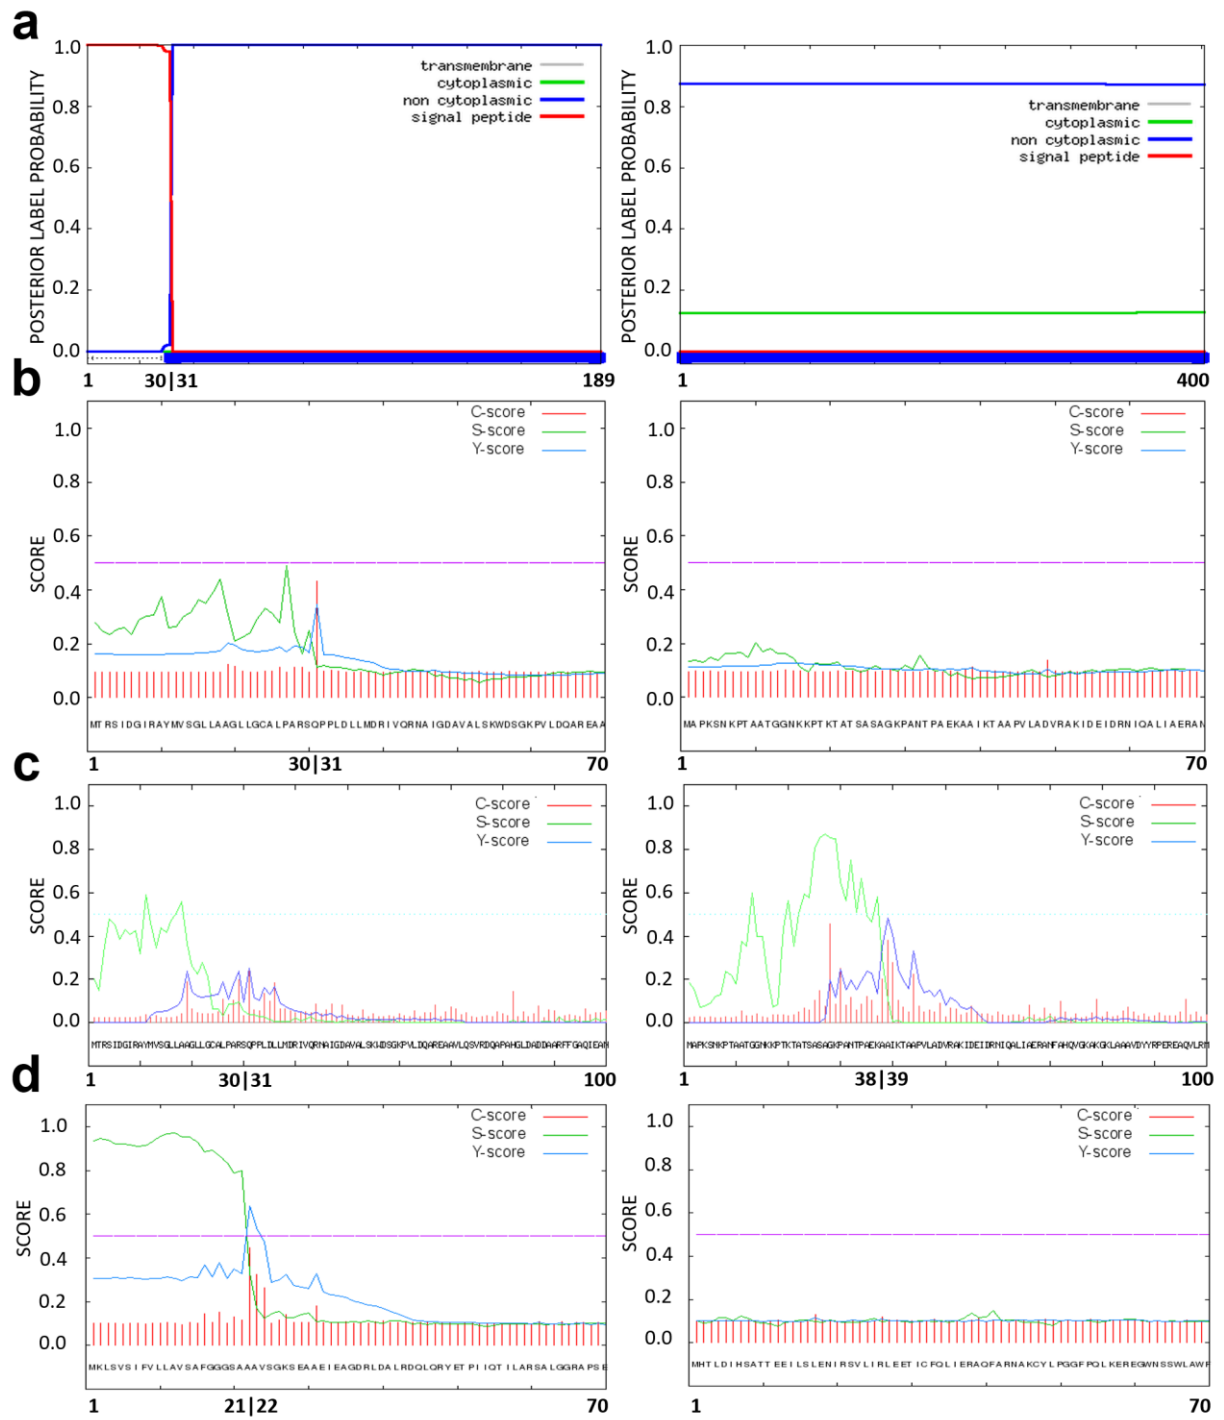 a
POSTERIOR LABEL PROBABILITY
1.0
0.8
0.6
0.4
0.2
0.0
transmembrane
cytoplasmic
non cytoplasmic
signal peptide
1 30|31 189
POSTERIOR LABEL PROBABILITY
1.0
0.8
0.6
0.4
0.2
0.0
transmembrane
cytoplasmic
non cytoplasmic
signal peptide
1 400
b
SCORE
1.0
0.8
0.6
0.4
0.2
0.0
C-score
S-score
Y-score
MTRSIDGIRAYMVSGLLAAGLLGCALPARSQPPLDLLMDRIVQRNAIGDAVALSKWDSGKPVLDQAREAA
1 30|31 70
SCORE
1.0
0.8
0.6
0.4
0.2
0.0
C-score
S-score
Y-score
MAPKSNKPTAATGGNKKPTKTATSASAGKPANTPAEKAAIKTAAPVLADVRAKIDEIDRNIQALIAERAN
1 70
c
SCORE
1.0
0.8
0.6
0.4
0.2
0.0
C-score
S-score
Y-score
MTRSIDGIRAYMVSGLLAAGLLGCALPARSQPPLDLLMDRIVQRNAIGDAVALSKWDSGKPVLDQAREAAVLQSVRDQAPAHGLDADDAARFFGAQIEAN
1 30|31 100
SCORE
1.0
0.8
0.6
0.4
0.2
0.0
C-score
S-score
Y-score
MAPKSNKPTAATGGNKKPTKTATSASAGKPANTPAEKAAIKTAAPVLADVRAKIDEIDRNIQALIAERANFAHQVGKAKGKLAAAVDYYRPEREAQVLRM
1 38|39 100
d
SCORE
1.0
0.8
0.6
0.4
0.2
0.0
C-score
S-score
Y-score
MKLSVSIFVLLAVSAFGGGSAAAVSGKSEAAEIEAGDRLDALRDQLQRYETPIIQTILARSALGGRAPSE
1 21|22 70
SCORE
1.0
0.8
0.6
0.4
0.2
0.0
C-score
S-score
Y-score
MHTLDIHSATTEEILSLENIRSVLIRLEETICFQLIERAQFARNAKCYLPGGFPQLKEREGWNSSWLAWF
1 70